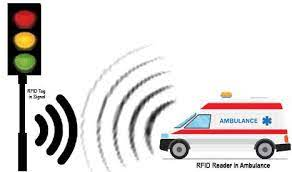 RFID Tag
in Signal
AMBULANCE
RFID Reader in Ambulance